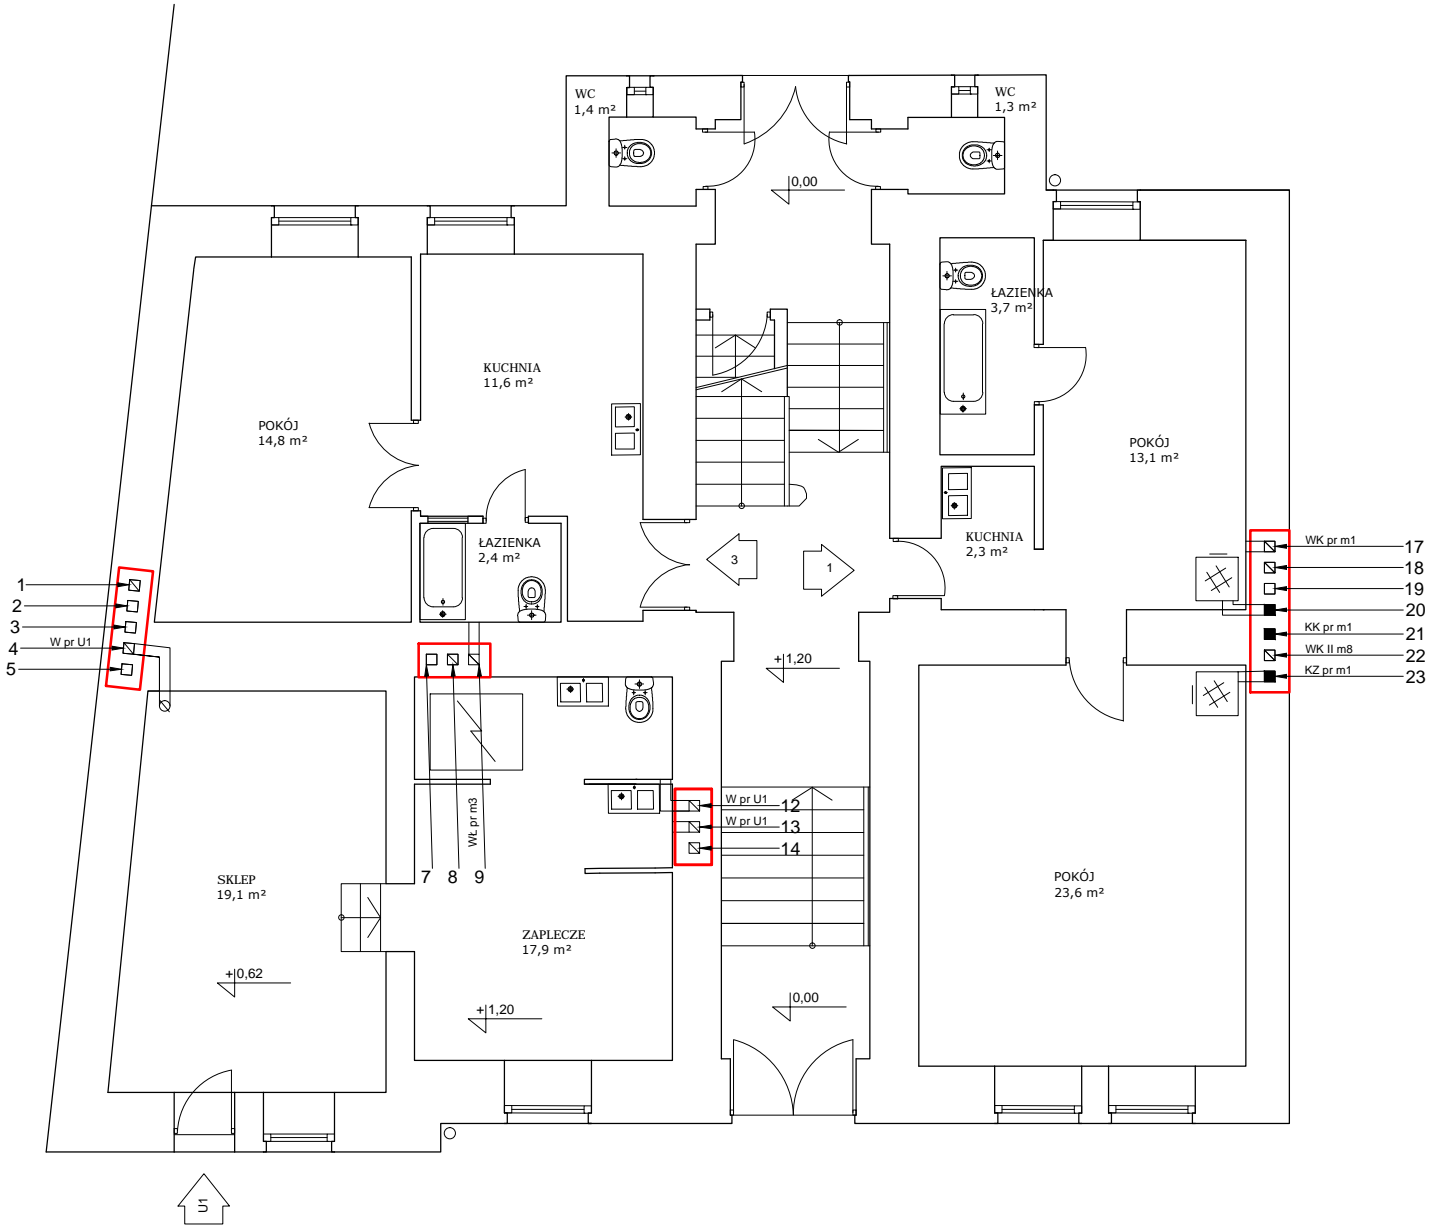 WC
1,4 m²
WC
1,3 m²
0,00
ŁAZIENKA
3,7 m²
KUCHNIA
11,6 m²
POKÓJ
14,8 m²
POKÓJ
13,1 m²
KUCHNIA
2,3 m²
ŁAZIENKA
2,4 m²
3
1
1
2
3
4
W pr U1
5
WK pr m1
17
18
19
20
KK pr m1
21
WK II m8
22
KZ pr m1
23
+1,20
W pr U1
12
W pr U1
13
14
WŁ pr m3
7
8
9
SKLEP
19,1 m²
POKÓJ
23,6 m²
ZAPLECZE
17,9 m²
+0,62
+1,20
0,00
U1